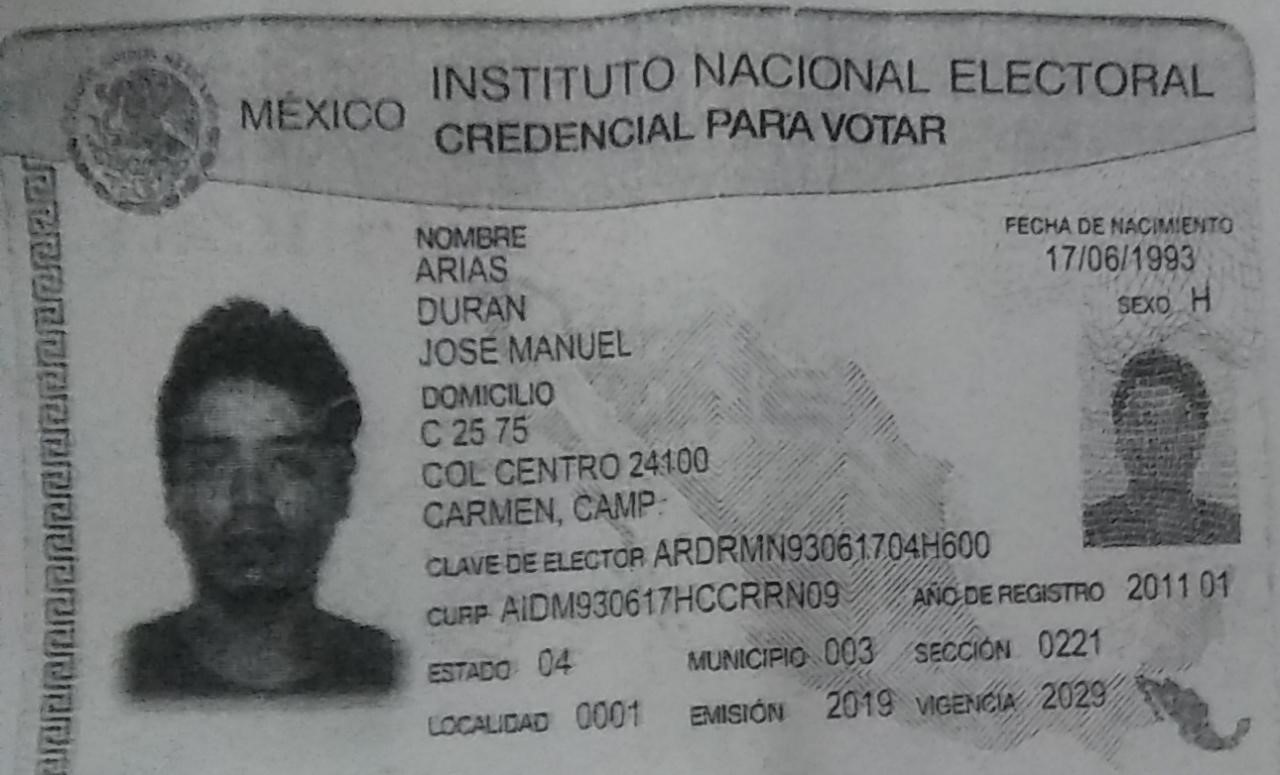 MÉXICO
INSTITUTO NACIONAL ELECTORAL
CREDENCIAL PARA VOTAR
NOMBRE
ARIAS
DURAN
JOSE MANUEL
FECHA DE NACIMIENTO
17/06/1993
SEXO H
DOMICILIO
C 25 75
COL CENTRO 24100
CARMEN, CAMP.
CLAVE DE ELECTOR ARDRMN93061704H600
CURP AIDM930617HCCRRN09 AÑO DE REGISTRO 2011 01
ESTADO 04 MUNICIPIO 003 SECCIÓN 0221
LOCALIDAD 0001 EMISIÓN 2019 VIGENCIA 2029